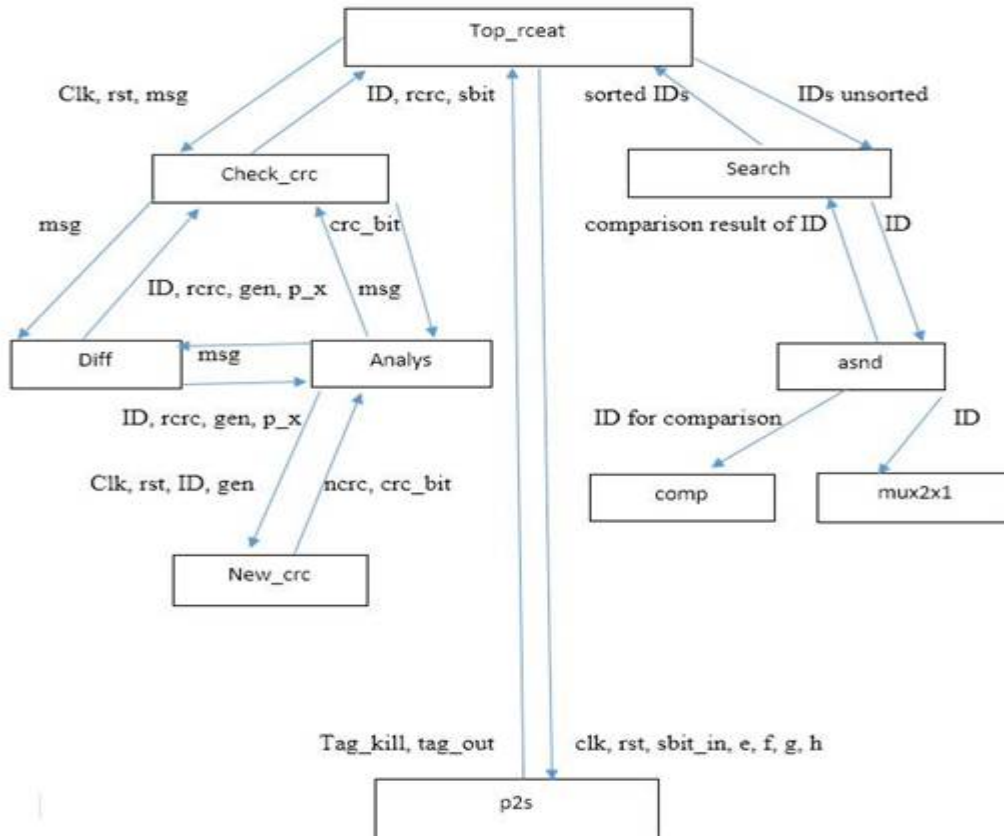 Top_rceat
Clk, rst, msg
ID, rcrc, sbit
sorted IDs
IDs unsorted
Check_crc
Search
msg
crc_bit
comparison result of ID
ID
ID, rcrc, gen, p_x
msg
Diff
msg
Analys
asnd
ID, rcrc, gen, p_x
ID for comparison
ID
Clk, rst, ID, gen
ncrc, crc_bit
comp
mux2x1
New_crc
Tag_kill, tag_out
clk, rst, sbit_in, e, f, g, h
p2s